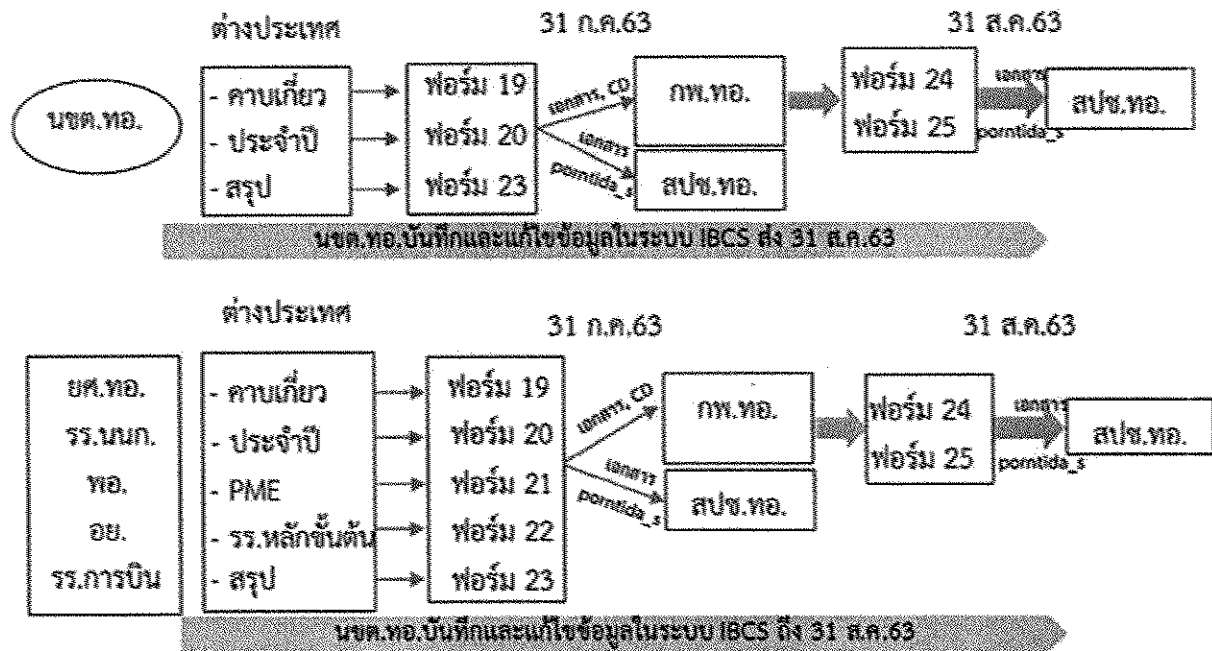 ต่างประเทศ
31 ก.ค.63
31 ส.ค.63
นขต.ทอ.
- คาบเกี่ยว
- ประจำปี
- สรุป
ฟอร์ม 19
ฟอร์ม 20
ฟอร์ม 23
เอกสาร, CD
เอกสาร
porntida_s
กพ.ทอ.
สปช.ทอ.
ฟอร์ม 24
ฟอร์ม 25
เอกสาร
porntida_s
สปช.ทอ.
นขต.ทอ.บันทึกและแก้ไขข้อมูลในระบบ IBCS ส่ง 31 ส.ค.63
ต่างประเทศ
31 ก.ค.63
31 ส.ค.63
ยศ.ทอ.
รร.นนก.
พอ.
อย.
รร.การบิน
- คาบเกี่ยว
- ประจำปี
- PME
- รร.หลักขั้นต้น
- สรุป
ฟอร์ม 19
ฟอร์ม 20
ฟอร์ม 21
ฟอร์ม 22
ฟอร์ม 23
เอกสาร, CD
เอกสาร
porntida_s
กพ.ทอ.
สปช.ทอ.
ฟอร์ม 24
ฟอร์ม 25
เอกสาร
porntida_s
สปช.ทอ.
นขต.ทอ.บันทึกและแก้ไขข้อมูลในระบบ IBCS ถึง 31 ส.ค.63